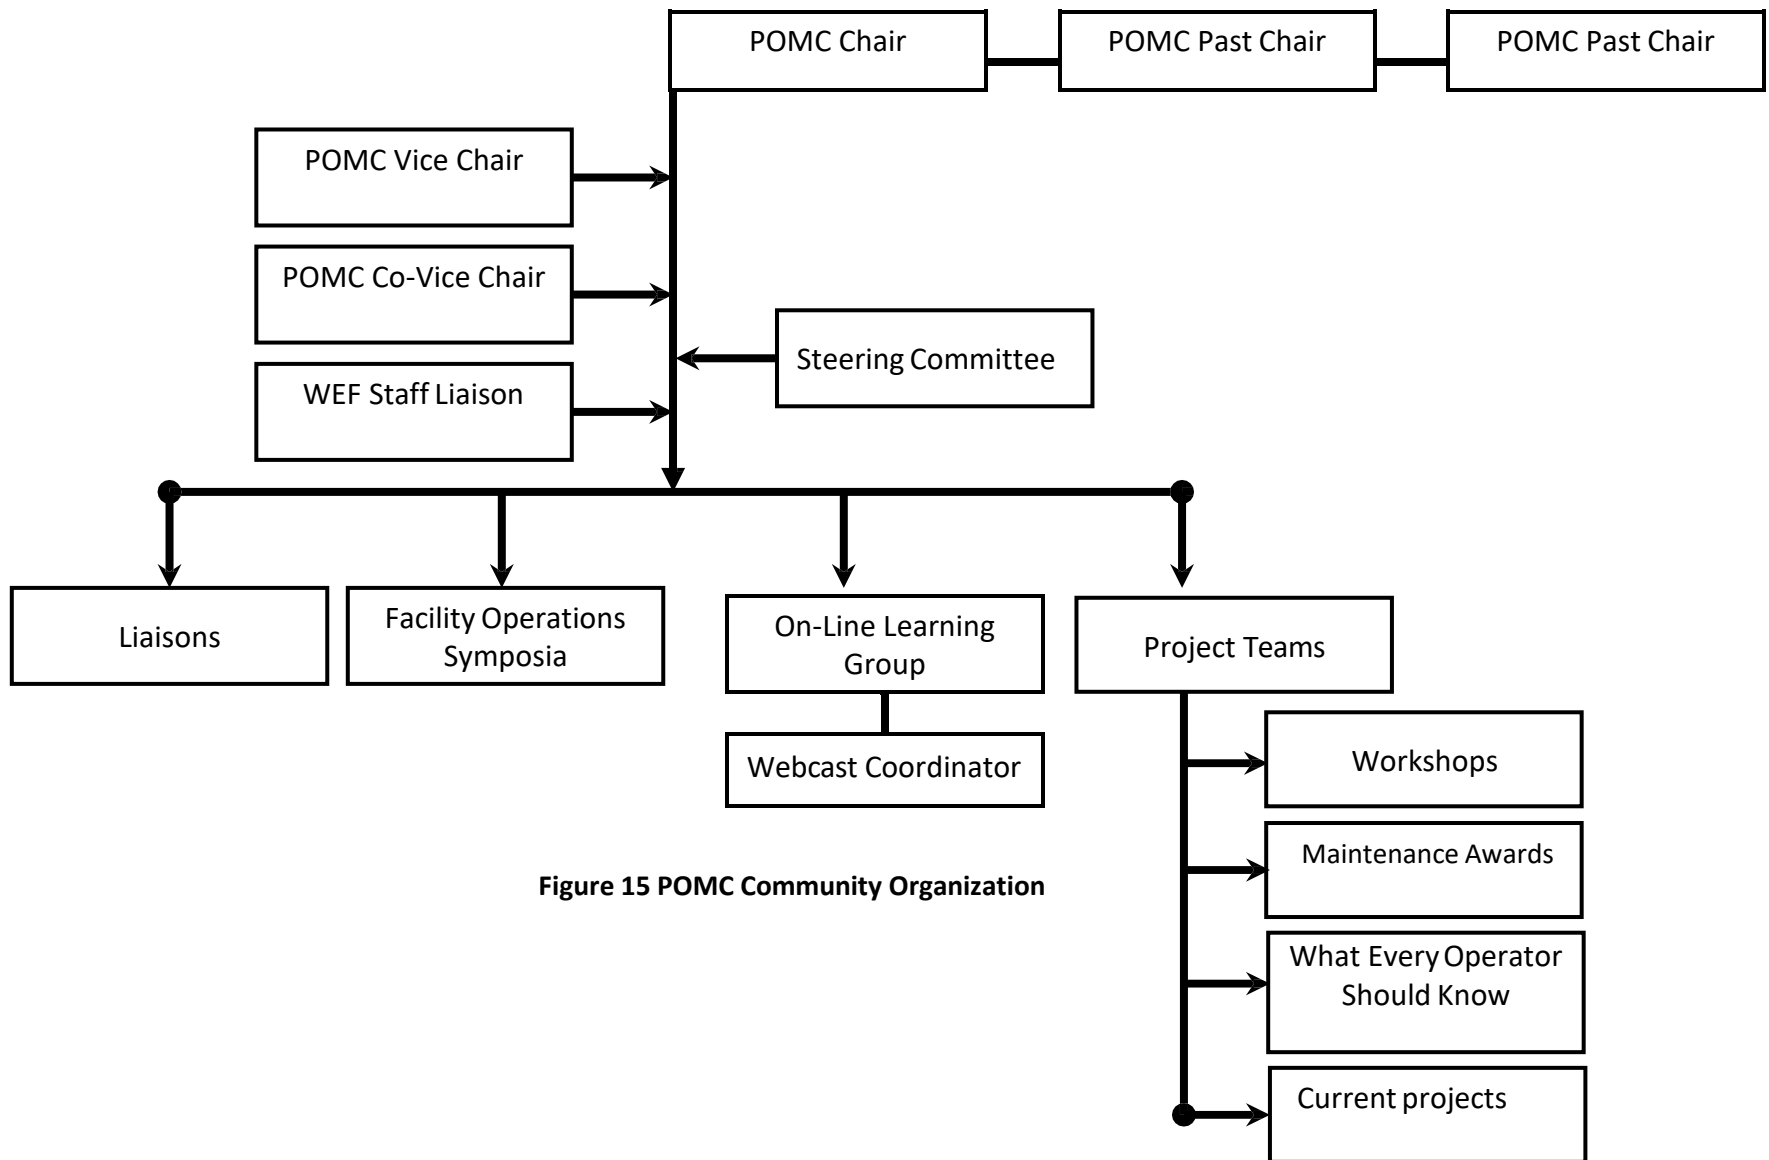 POMC Chair
POMC Past Chair
POMC Past Chair
POMC Vice Chair
POMC Co-Vice Chair
Steering Committee
WEF Staff Liaison
Liaisons
Facility Operations
Symposia
On-Line Learning
Group
Project Teams
Webcast Coordinator
Workshops
Maintenance Awards
What Every Operator
Should Know
Current projects
Figure 15 POMC Community Organization